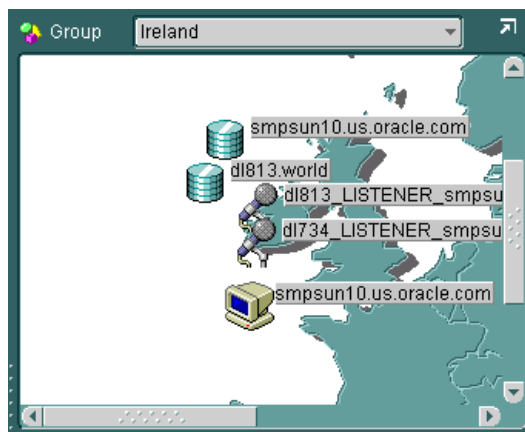 Group Ireland
smpsun10.us.oracle.com
dl813.world
dl813_LISTENER_smpsu
dl734_LISTENER_smpsu
smpsun10.us.oracle.com